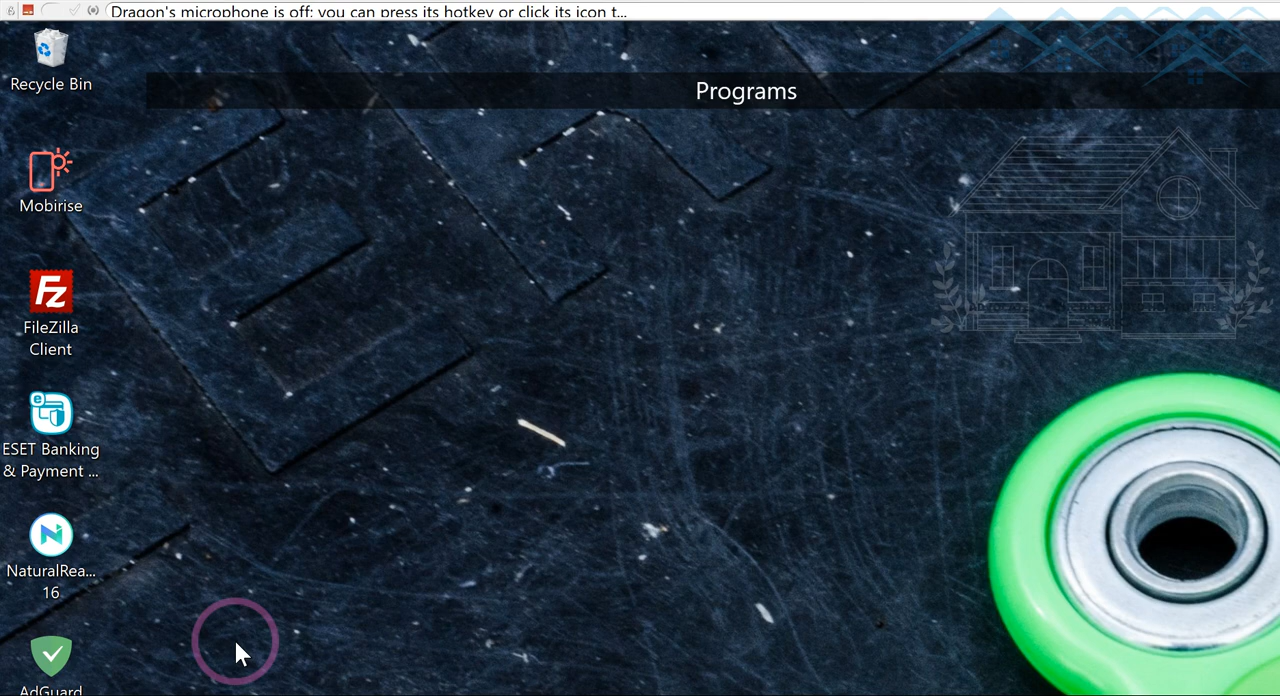 Dragon's microphone is off: you can press its hotkey or click its icon t...
Recycle Bin
Programs
Mobirise
FileZilla
Client
ESET Banking
& Payment ...
NaturalRea...
16
AdGuard